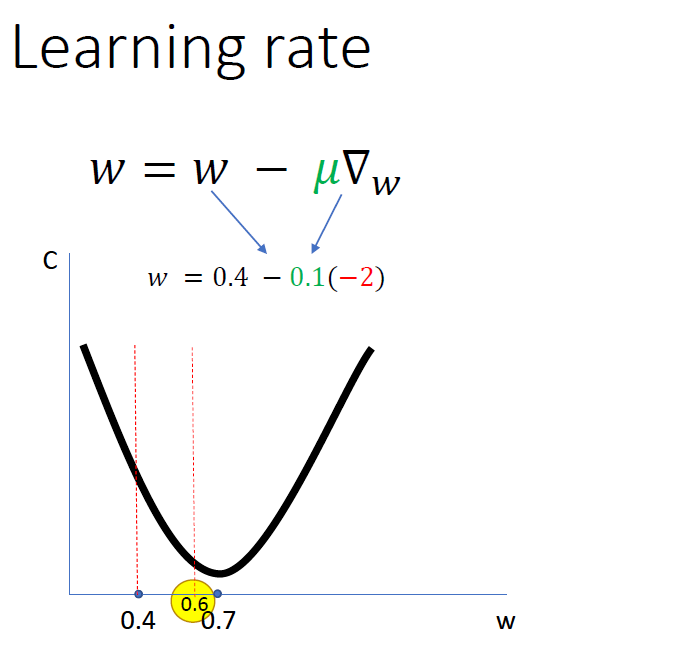 Learning rate
w = w − μ∇w
C
w = 0.4 − 0.1(−2)
0.6
0.4 0.7 w